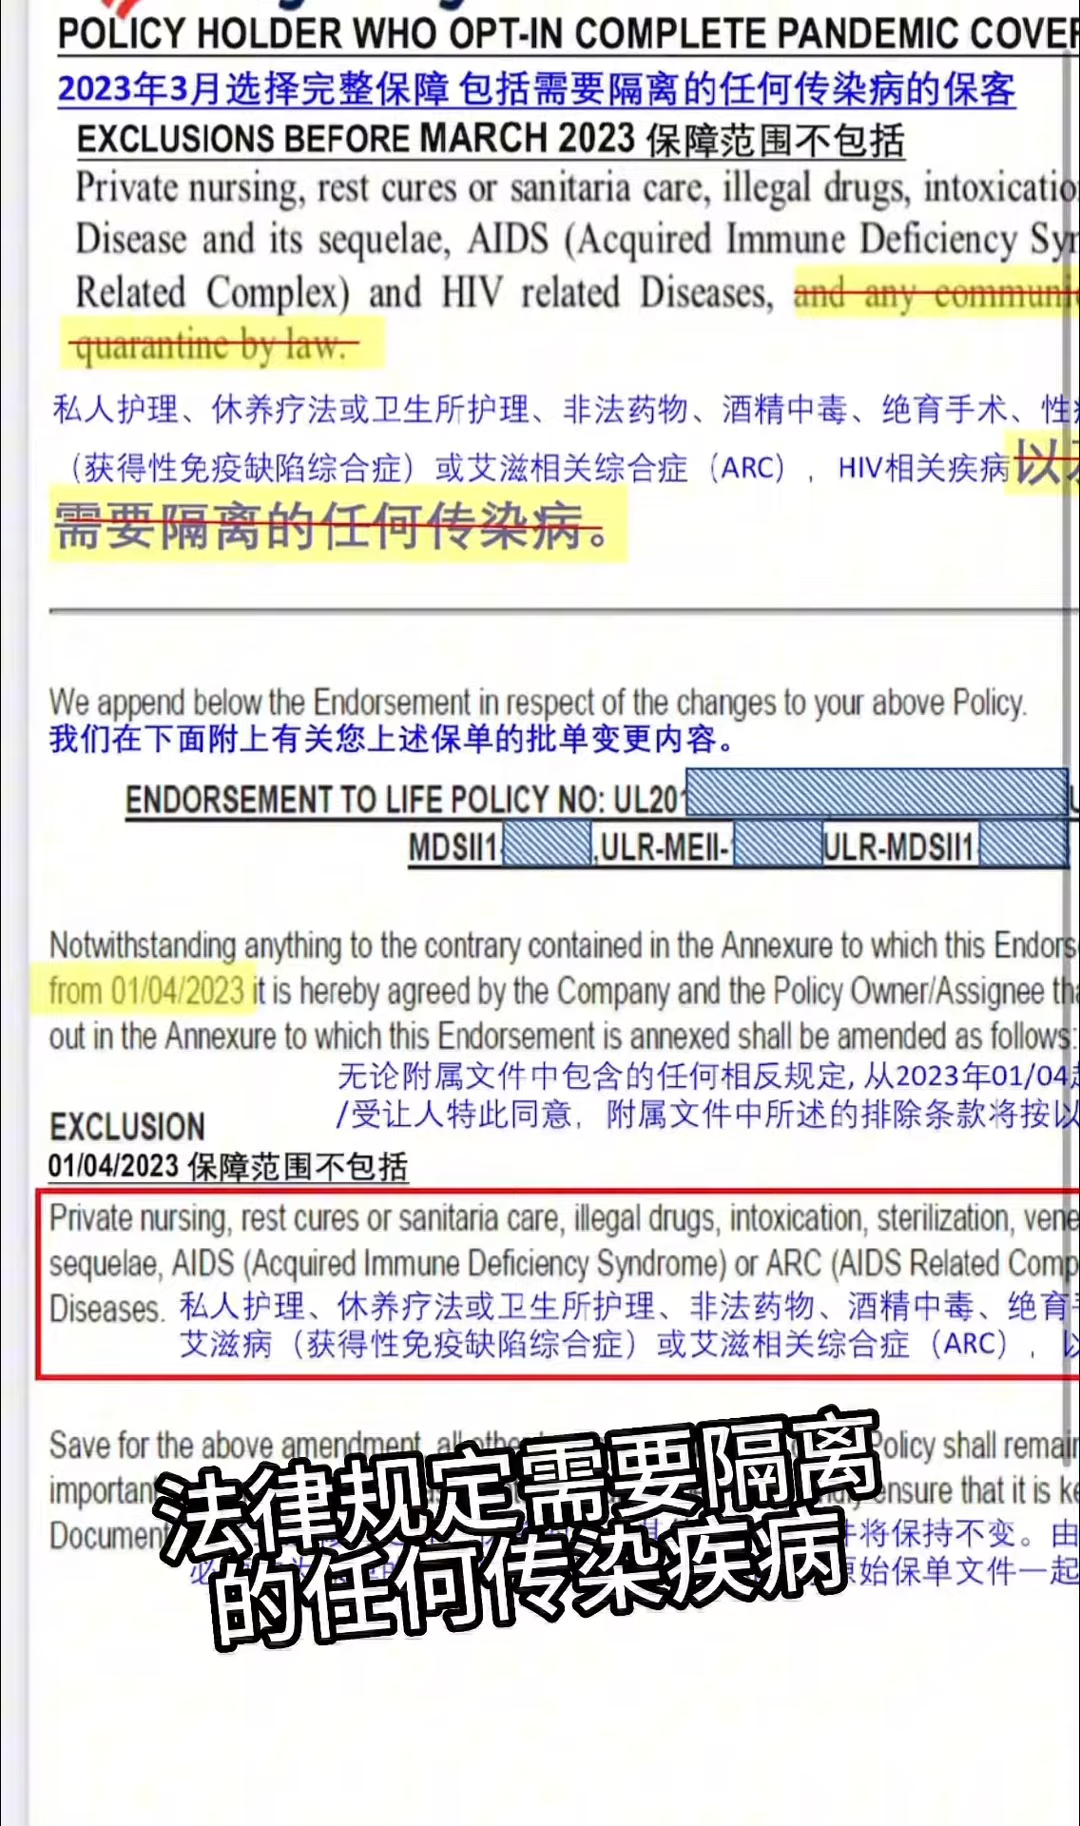 POLICY HOLDER WHO OPT-IN COMPLETE PANDEMIC COVER
2023年3月选择完整保障 包括需要隔离的任何传染病的保客
EXCLUSIONS BEFORE MARCH 2023 保障范围不包括
Private nursing, rest cures or sanitaria care, illegal drugs, intoxicatio
Disease and its sequelae, AIDS (Acquired Immune Deficiency Syn
Related Complex) and HIV related Diseases, and any communi
quarantine by law.
私人护理、休养疗法或卫生所护理、非法药物、酒精中毒、绝育手术、性
（获得性免疫缺陷综合症）或艾滋相关综合症（ARC），HIV相关疾病以
需要隔离的任何传染病。
We append below the Endorsement in respect of the changes to your above Policy.
我们在下面附上有关您上述保单的批单变更内容。
ENDORSEMENT TO LIFE POLICY NO: UL201
MDSII1 ,ULR-MEII- ULR-MDSII1
Notwithstanding anything to the contrary contained in the Annexure to which this Endors
from 01/04/2023 it is hereby agreed by the Company and the Policy Owner/Assignee tha
out in the Annexure to which this Endorsement is annexed shall be amended as follows:
无论附属文件中包含的任何相反规定, 从2023年01/04
/受让人特此同意，附属文件中所述的排除条款将按以
EXCLUSION
01/04/2023 保障范围不包括
Private nursing, rest cures or sanitaria care, illegal drugs, intoxication, sterilization, vene
sequelae, AIDS (Acquired Immune Deficiency Syndrome) or ARC (AIDS Related Comp
Diseases. 私人护理、休养疗法或卫生所护理、非法药物、酒精中毒、绝育
艾滋病（获得性免疫缺陷综合症）或艾滋相关综合症（ARC），以
Save for the above amendment, all other Policy shall remain
important ensure that it is ke
Document 件将保持不变。由
原始保单文件一起
法律规定需要隔离
的任何传染疾病